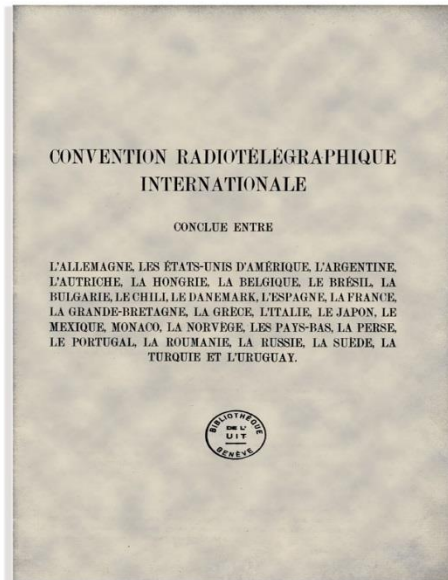 CONVENTION RADIOTÉLÉGRAPHIQUE
INTERNATIONALE
CONCLUE ENTRE
L'ALLEMAGNE, LES ÉTATS-UNIS D'AMÉRIQUE, L'ARGENTINE,
L'AUTRICHE, LA HONGRIE, LA BELGIQUE, LE BRÉSIL, LA
BULGARIE, LE CHILI, LE DANEMARK, L'ESPAGNE, LA FRANCE,
LA GRANDE-BRETAGNE, LA GRÈCE, L'ITALIE, LE JAPON, LE
MEXIQUE, MONACO, LA NORVEGE, LES PAYS-BAS, LA PERSE,
LE PORTUGAL, LA ROUMANIE, LA RUSSIE, LA SUEDE, LA
TURQUIE ET L'URUGUAY.
BIBLIOTHÈQUE
DE L'
UIT
GENÈVE